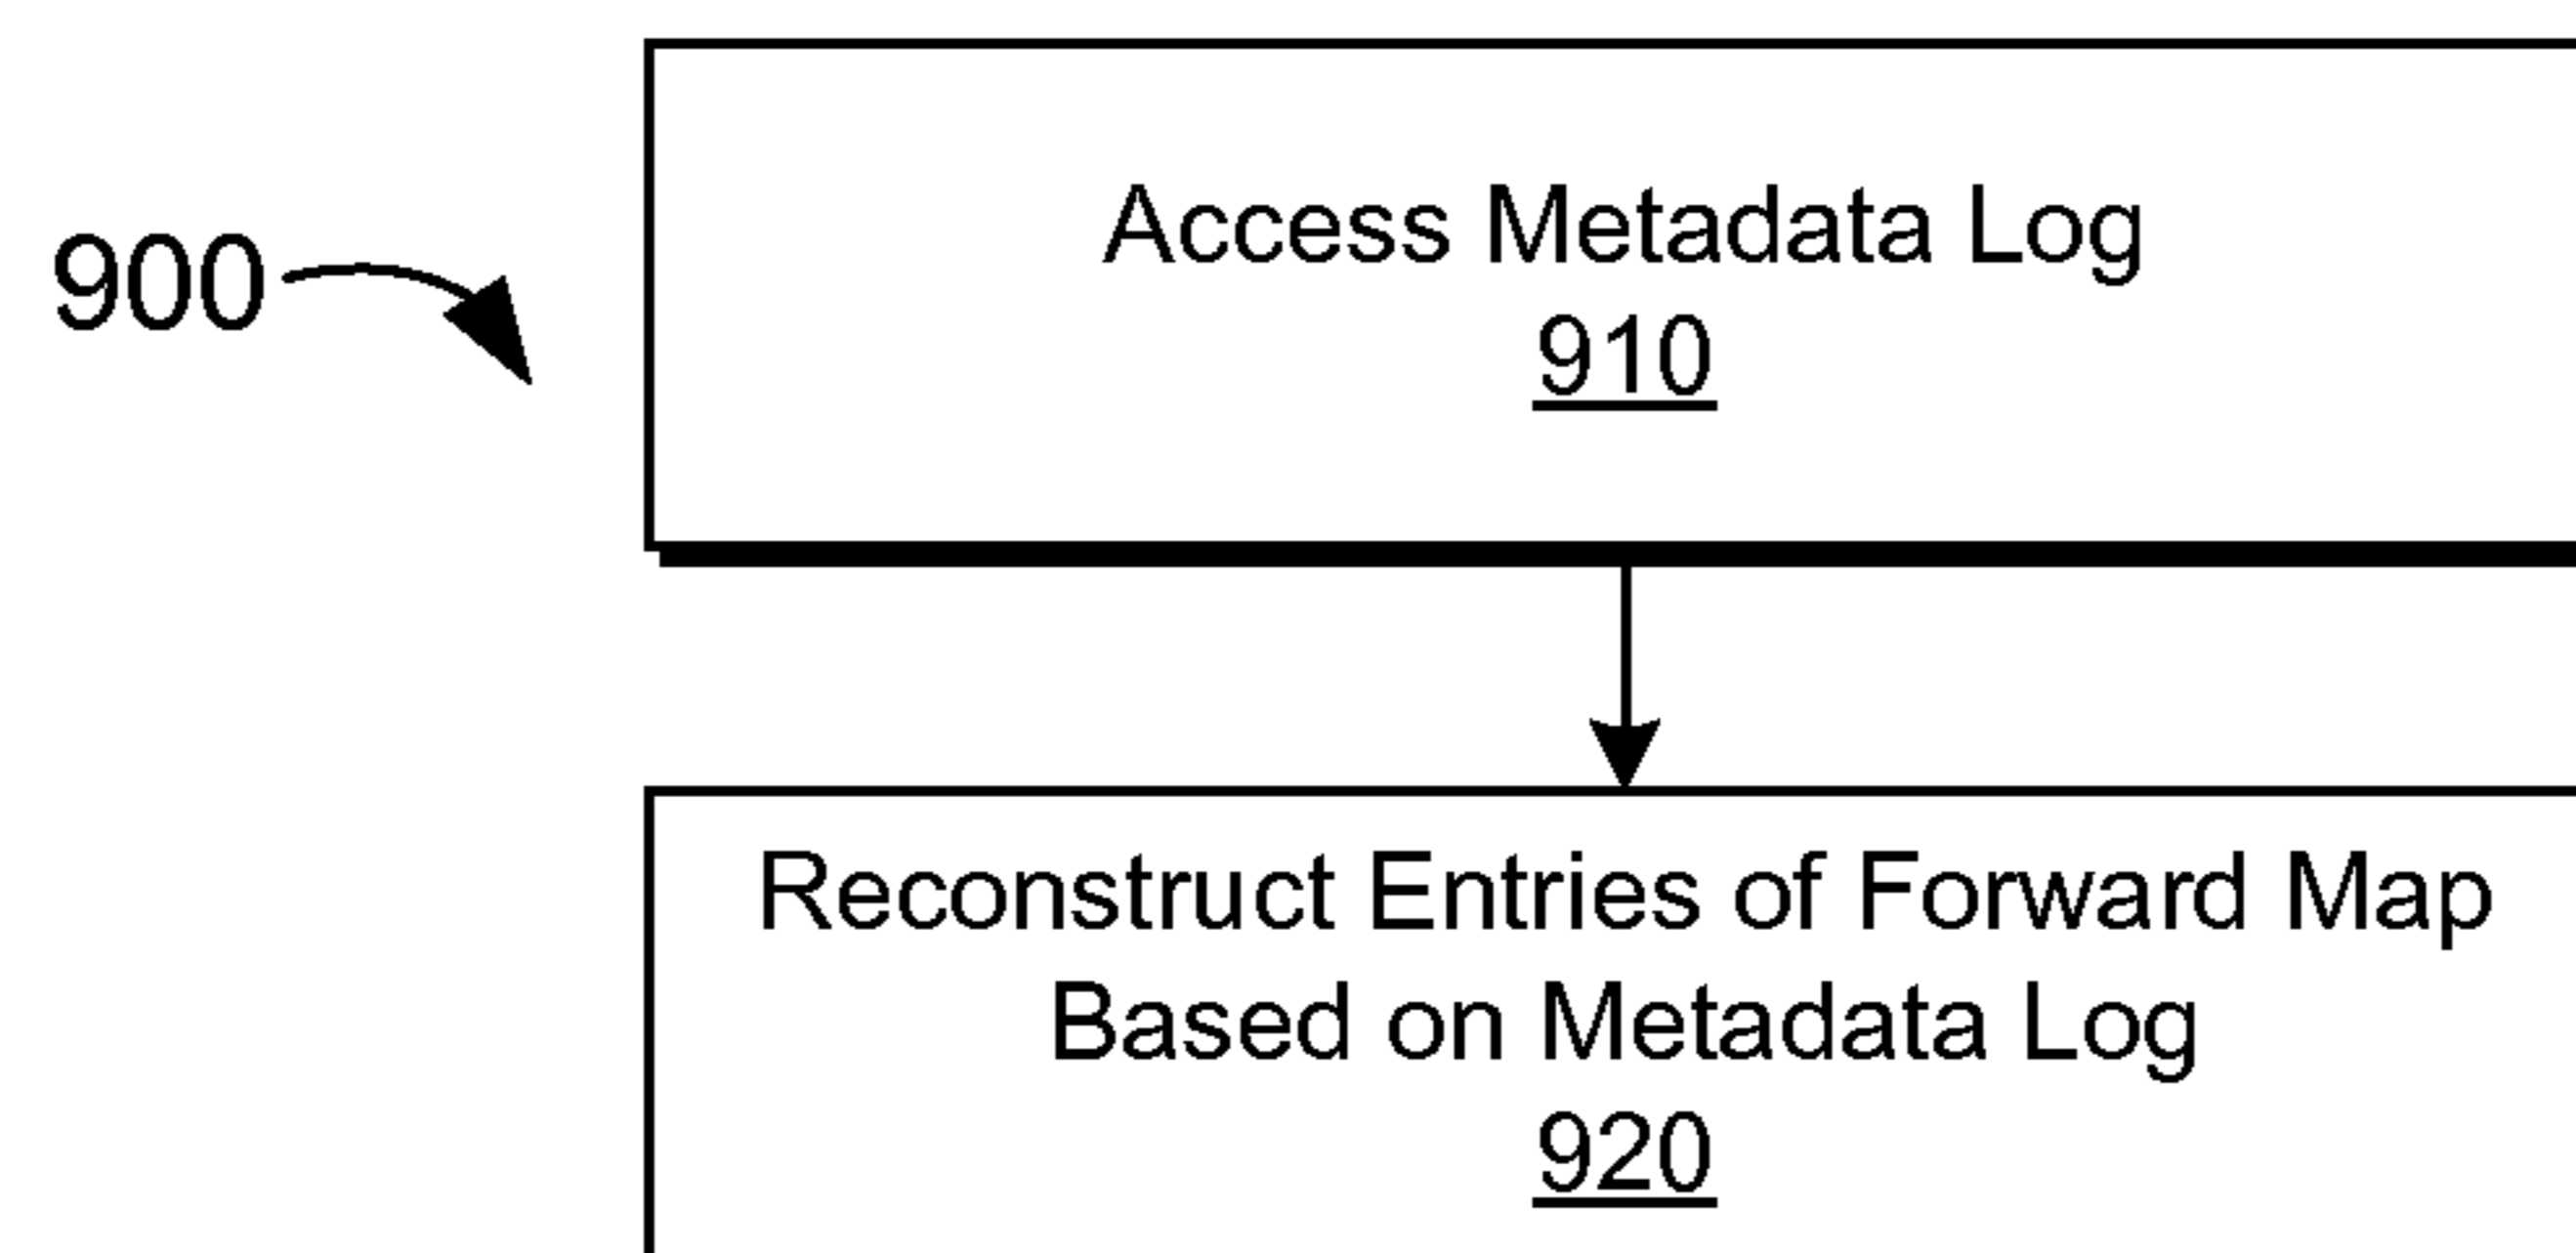 900
Access Metadata Log
910
Reconstruct Entries of Forward Map
Based on Metadata Log
920